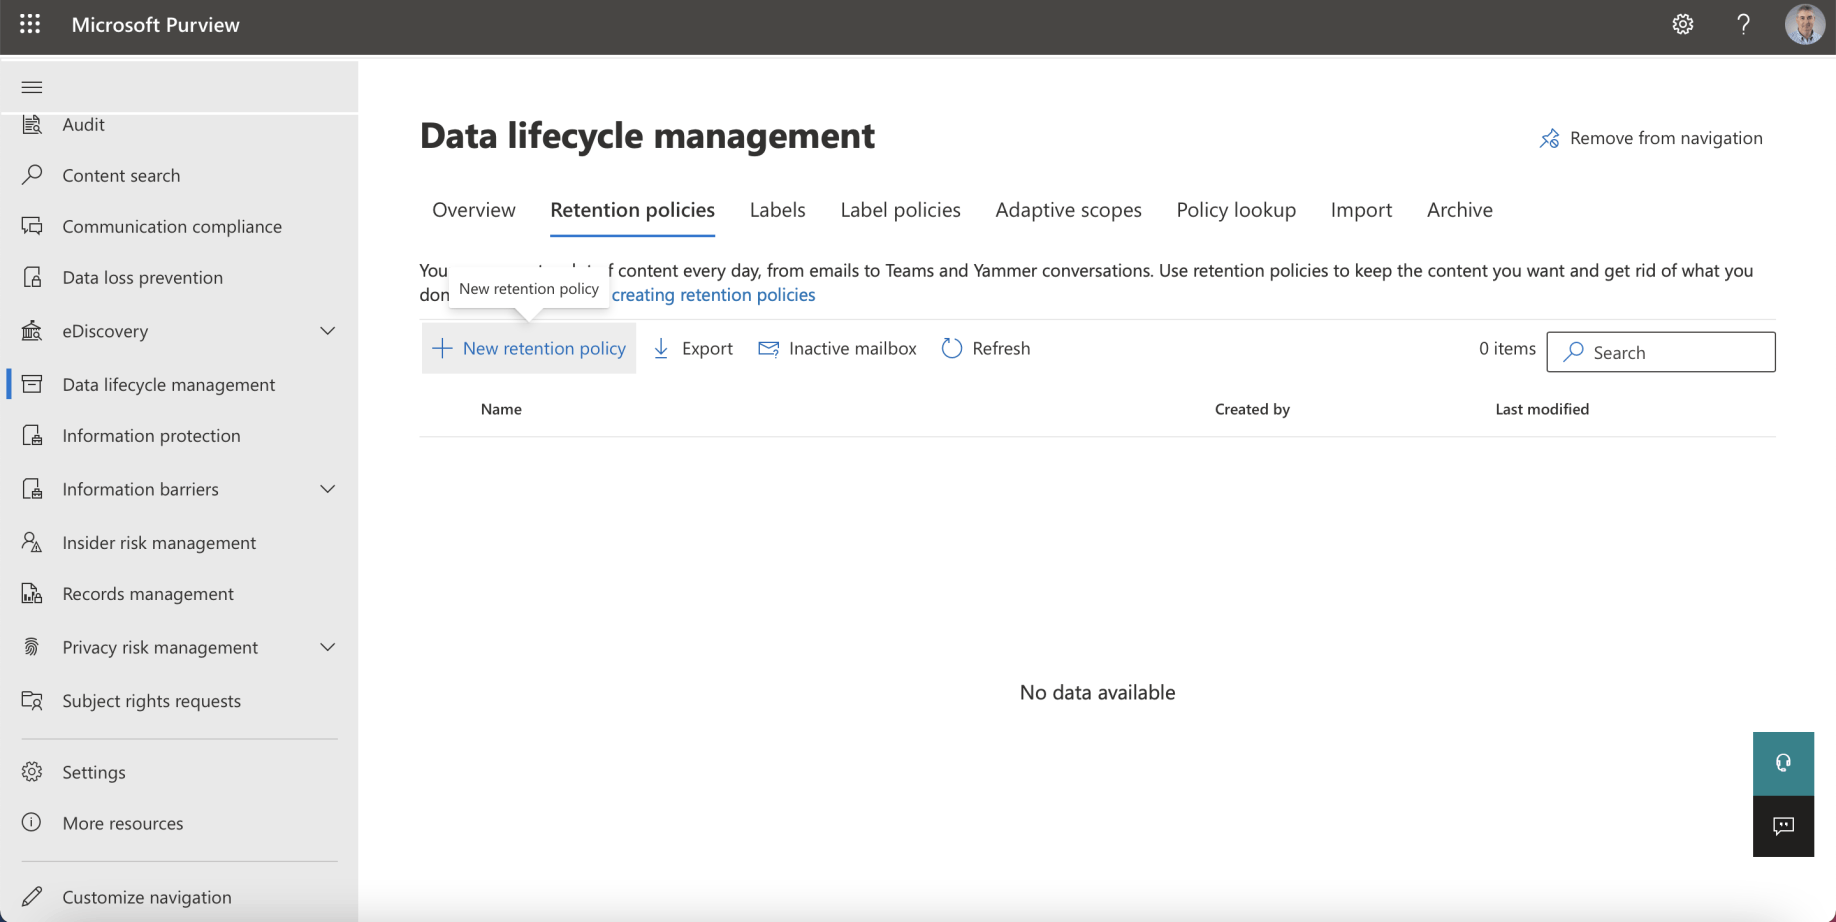 Microsoft Purview
?
Audit
Content search
Communication compliance
Data loss prevention
eDiscovery
Data lifecycle management
Information protection
Information barriers
Insider risk management
Records management
Privacy risk management
Subject rights requests
Settings
More resources
Customize navigation
Data lifecycle management
Remove from navigation
Overview Retention policies Labels Label policies Adaptive scopes Policy lookup Import Archive
You f content every day, from emails to Teams and Yammer conversations. Use retention policies to keep the content you want and get rid of what you
don creating retention policies
New retention policy
New retention policy Export Inactive mailbox Refresh 0 items Search
Name Created by Last modified
No data available